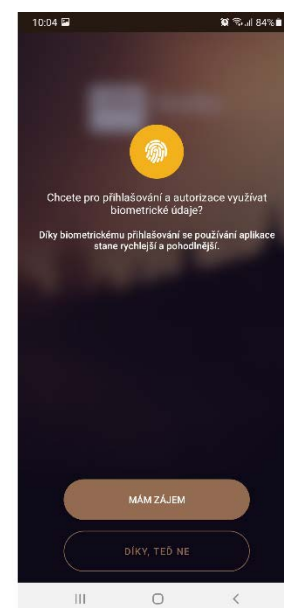 10:04 84%
Chcete pro přihlašování a autorizace využívat
biometrické údaje?
Díky biometrickému přihlašování se používání aplikace
stane rychlejší a pohodlnější.
MÁM ZÁJEM
DÍKY, TEĎ NE